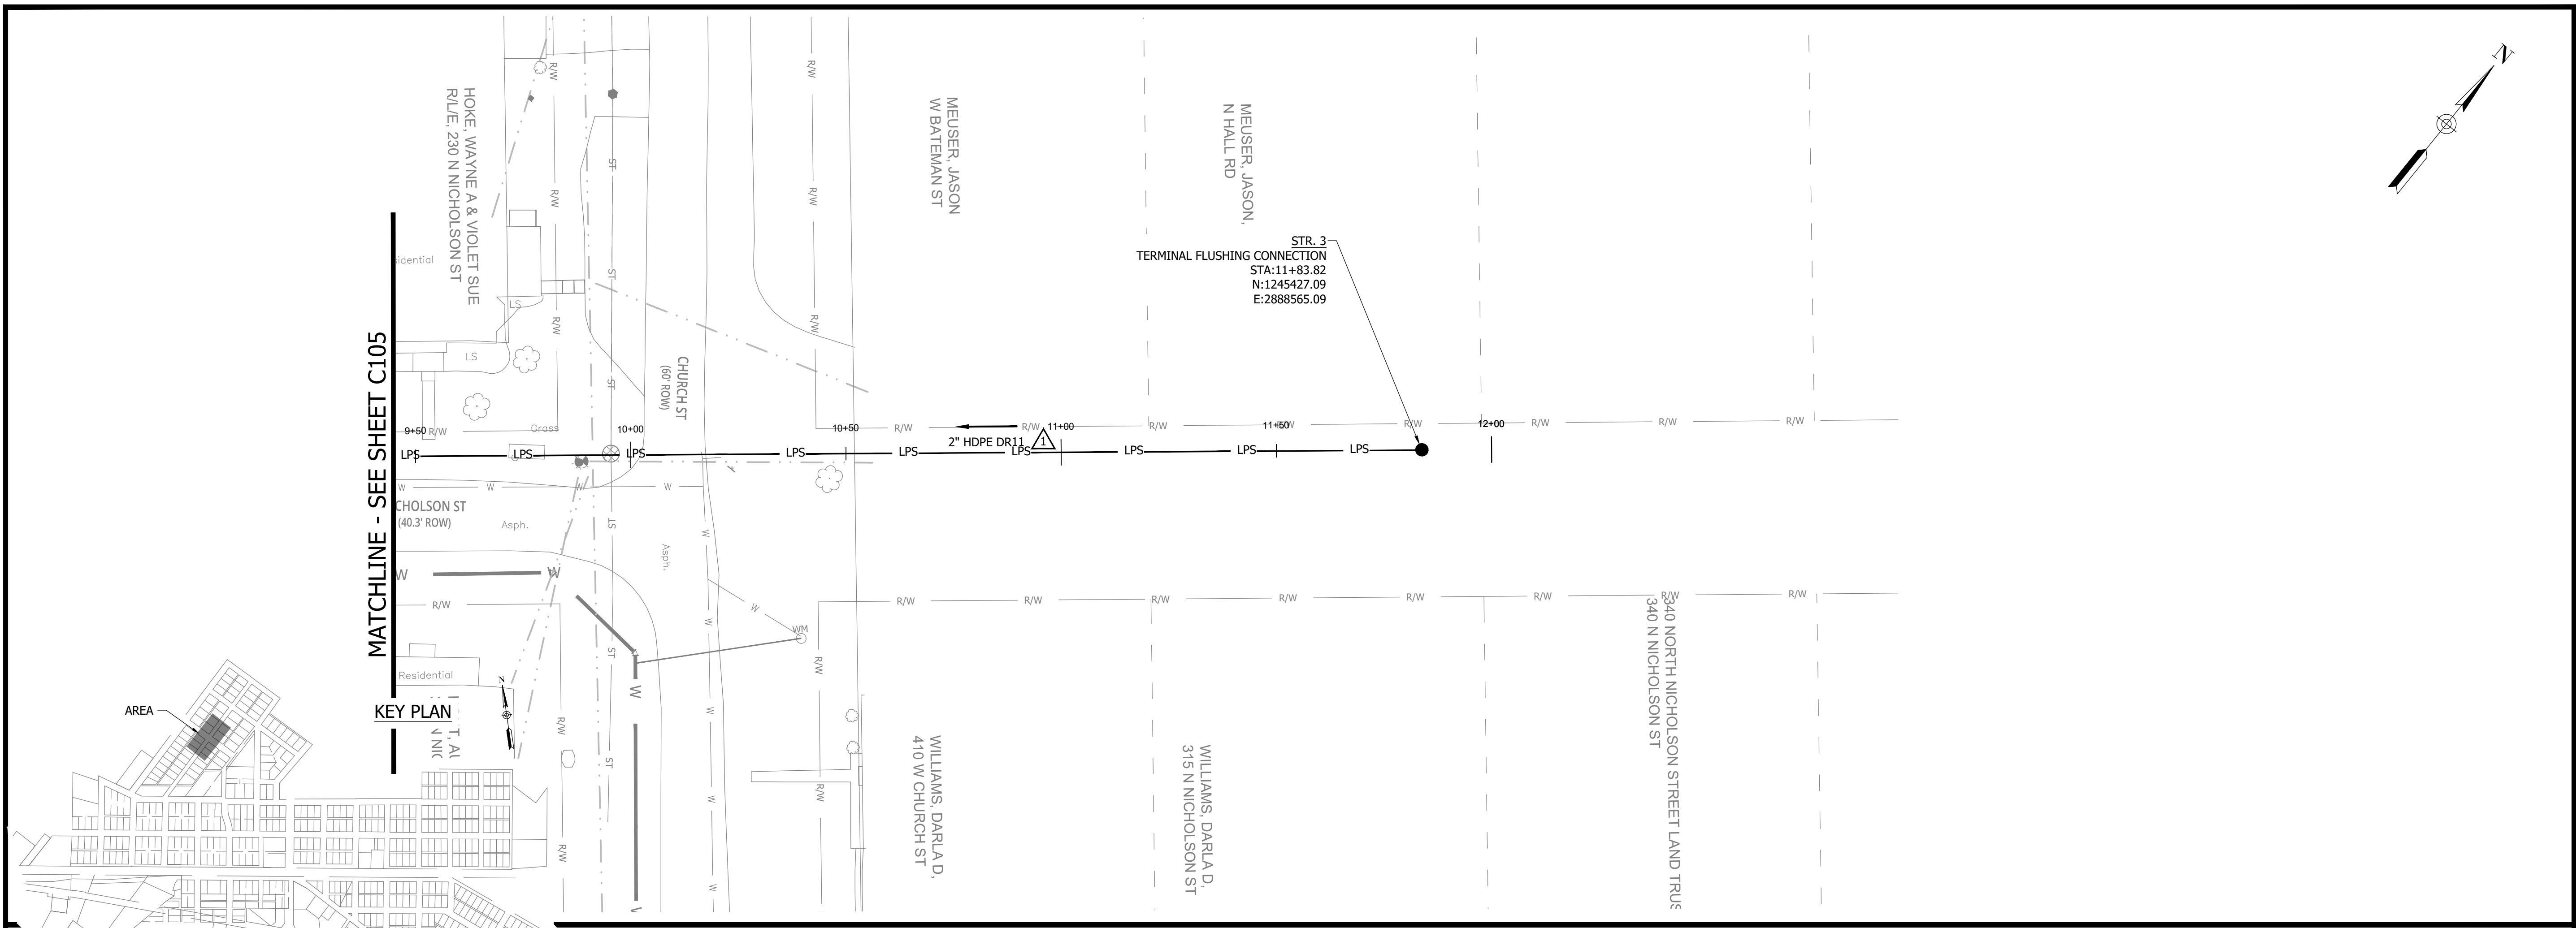 N
HOKE, WAYNE A & VIOLET SUE
R/L/E, 230 N NICHOLSON ST
R/W
R/W
R/W
ST
ST
ST
R/W
R/W
R/W
MEUSER, JASON
W BATEMAN ST
MEUSER, JASON,
N HALL RD
sidential
LS
LS
CHURCH ST
(60' ROW)
STR. 3
TERMINAL FLUSHING CONNECTION
STA:11+83.82
N:1245427.09
E:2888565.09
MATCHLINE - SEE SHEET C105
Grass
9+50 R/W
10+00
10+50
R/W
R/W
11+00
R/W
11+50
R/W
12+00
R/W
R/W
R/W
2" HDPE DR11
1
LPS
LPS
LPS
LPS
LPS
LPS
LPS
LPS
LPS
W
W
W
W
CHOLSON ST
(40.3' ROW)
Asph.
ST
Asph.
W
W
W
W
WM
W
R/W
R/W
R/W
R/W
R/W
R/W
R/W
R/W
R/W
Residential
ST
W
W
R/W
R/W
ST
W
W
W
R/W
R/W
340 NORTH NICHOLSON STREET LAND TRUS
340 N NICHOLSON ST
WILLIAMS, DARLA D,
410 W CHURCH ST
WILLIAMS, DARLA D,
315 N NICHOLSON ST
KEY PLAN
N
AREA